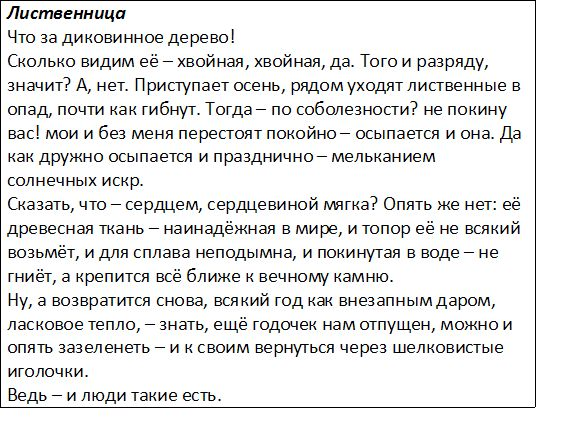 Лиственница
Что за диковинное дерево!
Сколько видим её – хвойная, хвойная, да. Того и разряду,
значит? А, нет. Приступает осень, рядом уходят лиственные в
опад, почти как гибнут. Тогда – по соболезности? не покину
вас! мои и без меня перестоят покойно – осыпается и она. Да
как дружно осыпается и празднично – мельканием
солнечных искр.
Сказать, что – сердцем, сердцевиной мягка? Опять же нет: её
древесная ткань – наинадёжная в мире, и топор её не всякий
возьмёт, и для сплава неподымна, и покинутая в воде – не
гниёт, а крепится всё ближе к вечному камню.
Ну, а возвратится снова, всякий год как внезапным даром,
ласковое тепло, – знать, ещё годочек нам отпущен, можно и
опять зазеленеть – и к своим вернуться через шелковистые
иголочки.
Ведь – и люди такие есть.